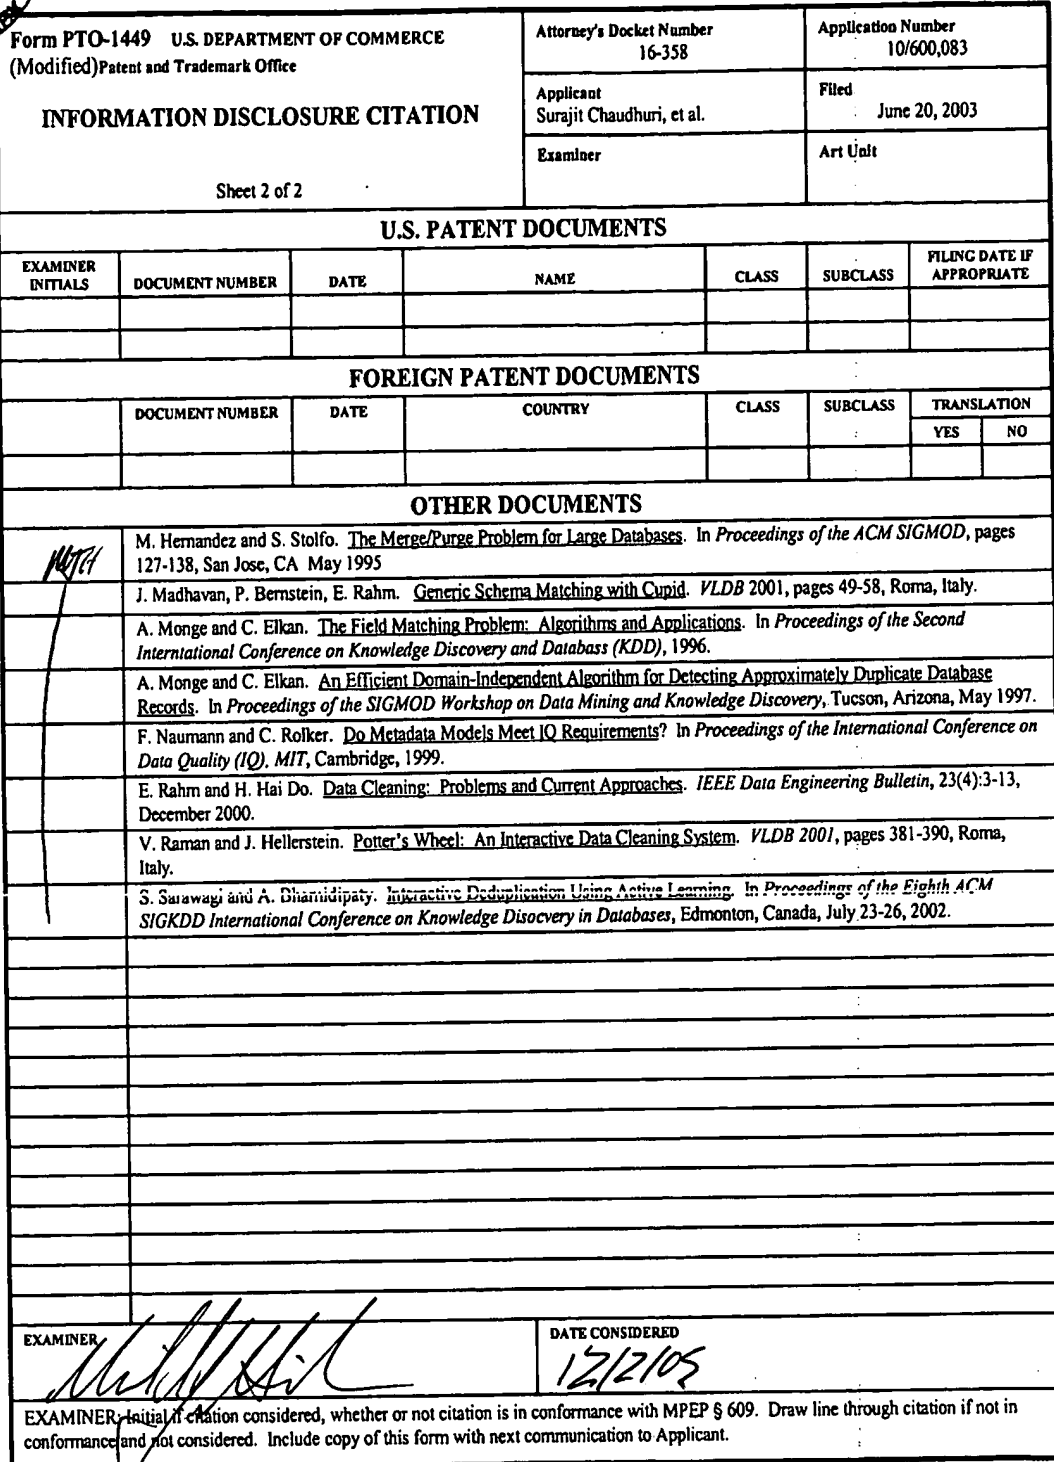 Form PTO-1449 U.S. DEPARTMENT OF COMMERCE
(Modified)Patent and Trademark Office
INFORMATION DISCLOSURE CITATION
Sheet 2 of 2
Attorney's Docket Number
16-358
Application Number
10/600,083
Applicant
Surajit Chaudhuri, et al.
Filed
June 20, 2003
Examiner
Art Unit
U.S. PATENT DOCUMENTS
EXAMINER INITIALS DOCUMENT NUMBER DATE NAME CLASS SUBCLASS FILING DATE IF APPROPRIATE
FOREIGN PATENT DOCUMENTS
DOCUMENT NUMBER DATE COUNTRY CLASS SUBCLASS TRANSLATION
YES NO
OTHER DOCUMENTS
M. Hernandez and S. Stolfo. The Merge/Purge Problem for Large Databases. In Proceedings of the ACM SIGMOD, pages
127-138, San Jose, CA May 1995
J. Madhavan, P. Bernstein, E. Rahm. Generic Schema Matching with Cupid. VLDB 2001, pages 49-58, Roma, Italy.
A. Monge and C. Elkan. The Field Matching Problem: Algorithms and Applications. In Proceedings of the Second
Interntational Conference on Knowledge Discovery and Databass (KDD), 1996.
A. Monge and C. Elkan. An Efficient Domain-Independent Algorithm for Detecting Approximately Duplicate Database
Records. In Proceedings of the SIGMOD Workshop on Data Mining and Knowledge Discovery, Tucson, Arizona, May 1997.
F. Naumann and C. Rolker. Do Metadata Models Meet IQ Requirements? In Proceedings of the International Conference on
Data Quality (IQ), MIT, Cambridge, 1999.
E. Rahm and H. Hai Do. Data Cleaning: Problems and Current Approaches. IEEE Data Engineering Bulletin, 23(4):3-13,
December 2000.
V. Raman and J. Hellerstein. Potter's Wheel: An Interactive Data Cleaning System. VLDB 2001, pages 381-390, Roma,
Italy.
S. Sarawagi and A. Bhamidipaty. Interactive Deduplication Using Active Learning. In Proceedings of the Eighth ACM
SIGKDD International Conference on Knowledge Disocvery in Databases, Edmonton, Canada, July 23-26, 2002.
EXAMINER
DATE CONSIDERED
12/2/05
EXAMINER: Initial if citation considered, whether or not citation is in conformance with MPEP § 609. Draw line through citation if not in
conformance and not considered. Include copy of this form with next communication to Applicant.